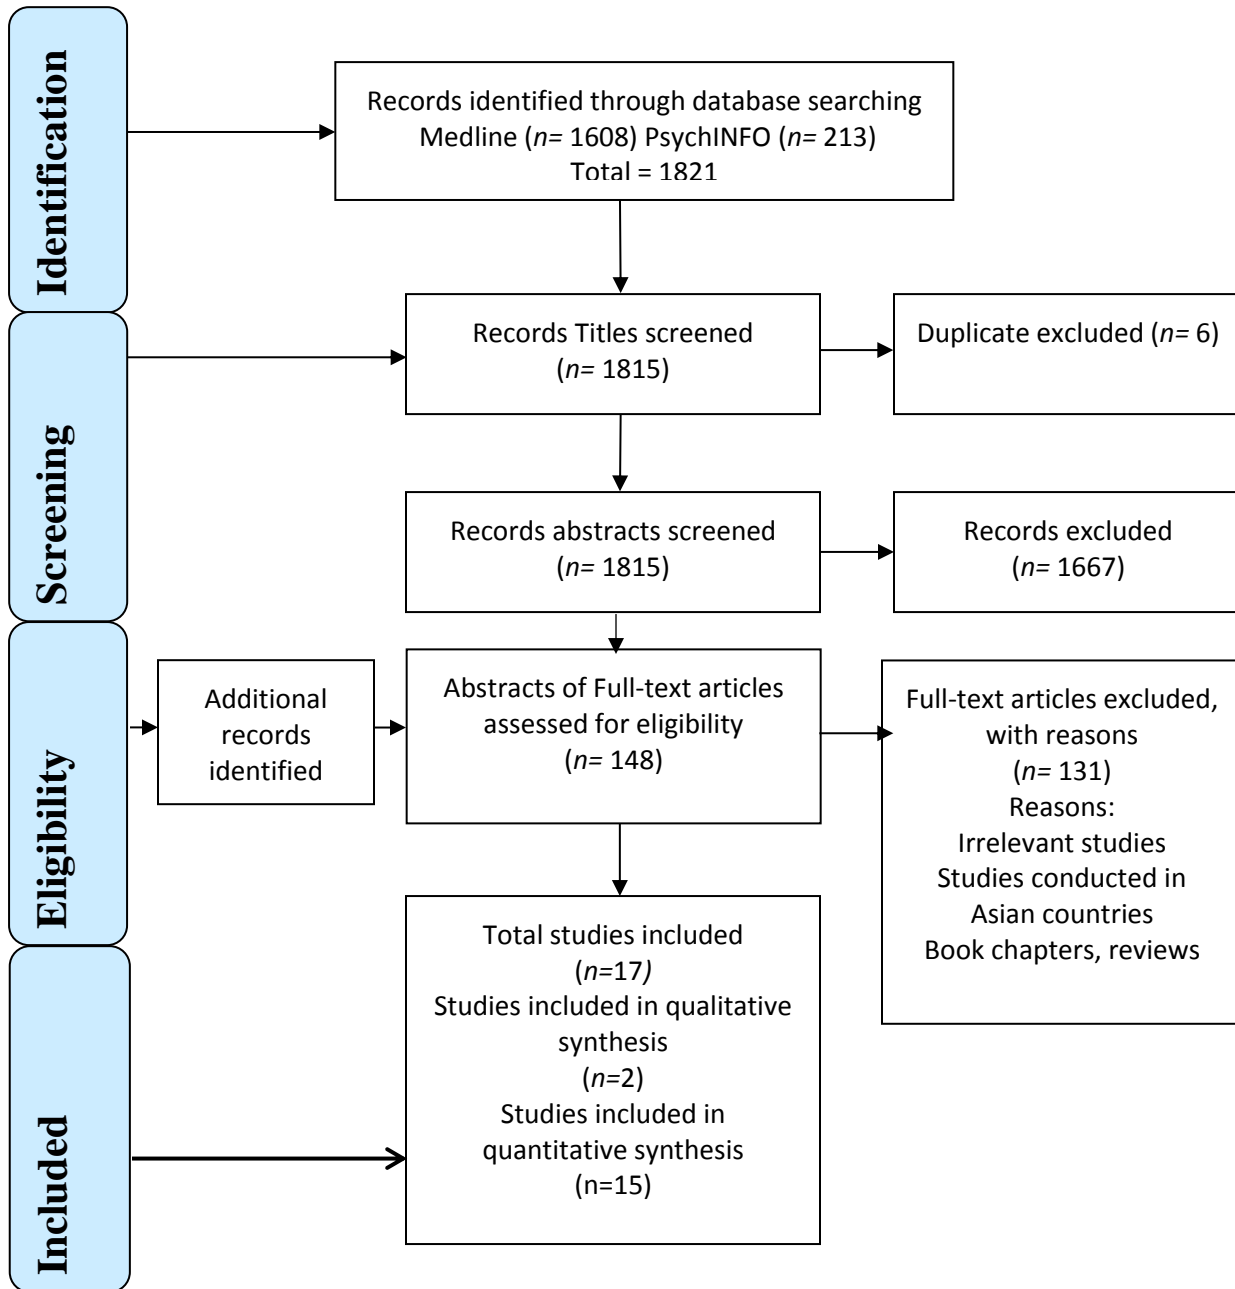 Identification
Records identified through database searching
Medline (n= 1608) PsychINFO (n= 213)
Total = 1821
Screening
Records Titles screened
(n= 1815)
Duplicate excluded (n= 6)
Records abstracts screened
(n= 1815)
Records excluded
(n= 1667)
Eligibility
Additional
records
identified
Abstracts of Full-text articles
assessed for eligibility
(n= 148)
Full-text articles excluded,
with reasons
(n= 131)
Reasons:
Irrelevant studies
Studies conducted in
Asian countries
Book chapters, reviews
Included
Total studies included
(n=17)
Studies included in qualitative
synthesis
(n=2)
Studies included in
quantitative synthesis
(n=15)